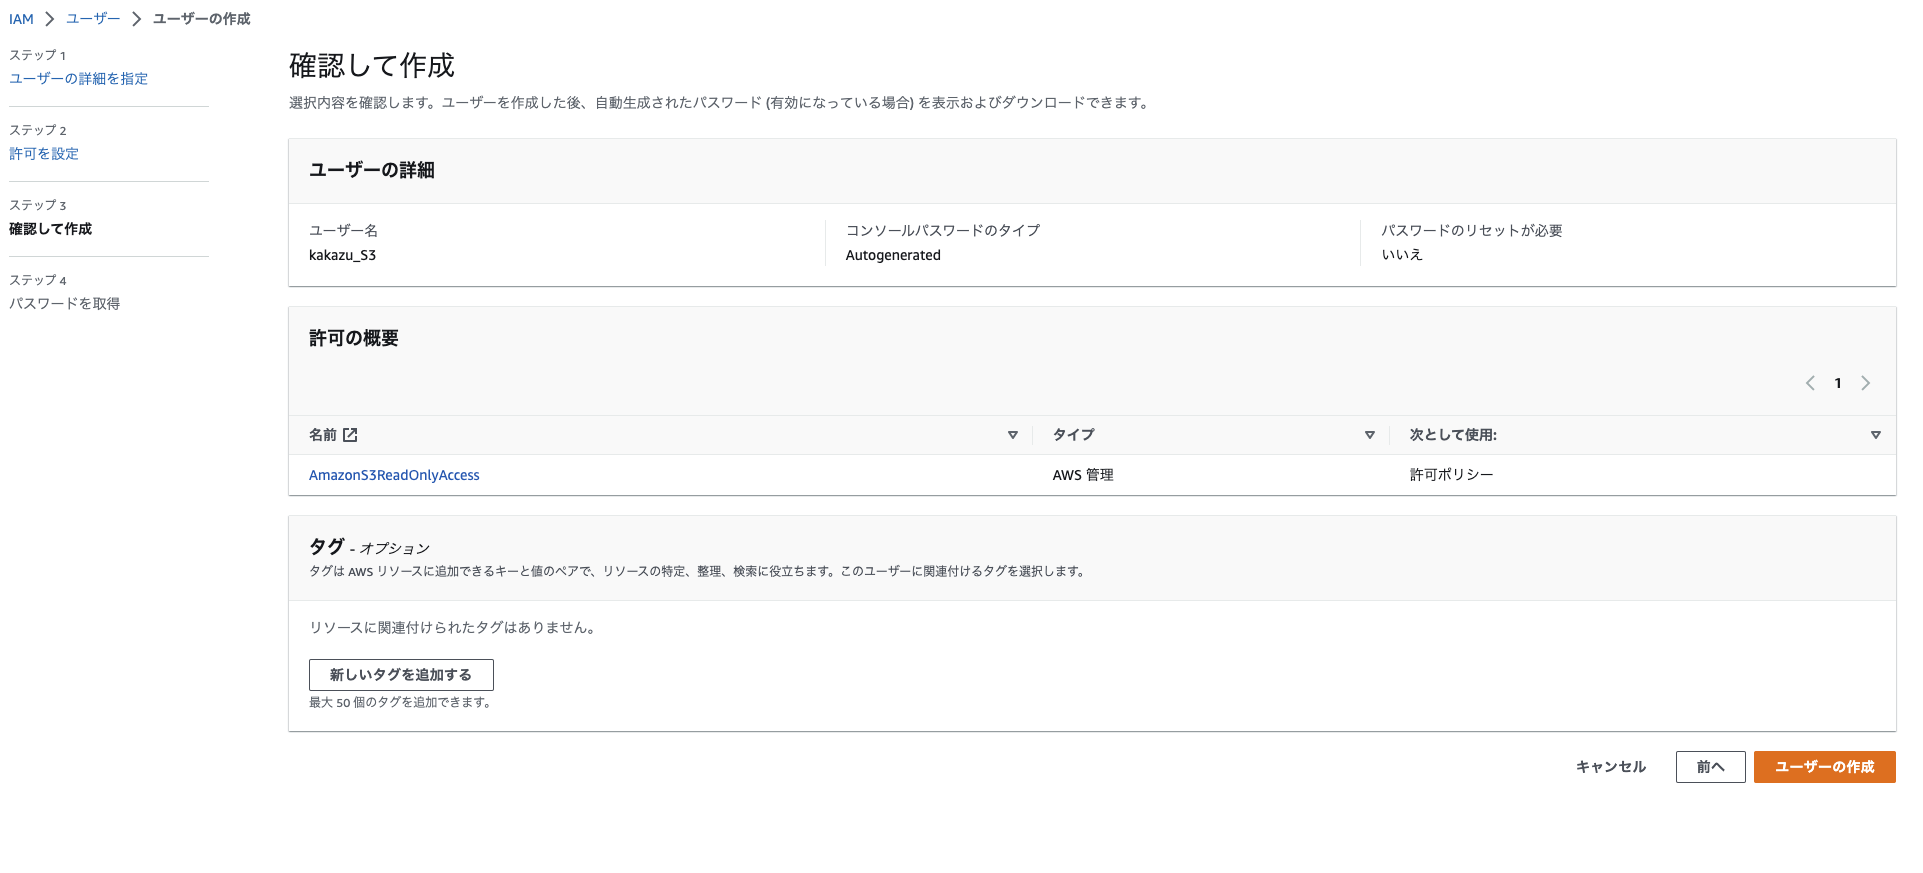 IAM > ユーザー > ユーザーの作成
ステップ 1
ユーザーの詳細を指定
ステップ 2
許可を設定
ステップ 3
確認して作成
ステップ 4
パスワードを取得
確認して作成
選択内容を確認します。ユーザーを作成した後、自動生成されたパスワード (有効になっている場合) を表示およびダウンロードできます。
ユーザーの詳細
ユーザー名
kakazu_S3
コンソールパスワードのタイプ
Autogenerated
パスワードのリセットが必要
いいえ
許可の概要
1
名前 タイプ 次として使用:
AmazonS3ReadOnlyAccess AWS 管理 許可ポリシー
タグ - オプション
タグは AWS リソースに追加できるキーと値のペアで、リソースの特定、整理、検索に役立ちます。このユーザーに関連付けるタグを選択します。
リソースに関連付けられたタグはありません。
新しいタグを追加する
最大 50 個のタグを追加できます。
キャンセル 前へ ユーザーの作成